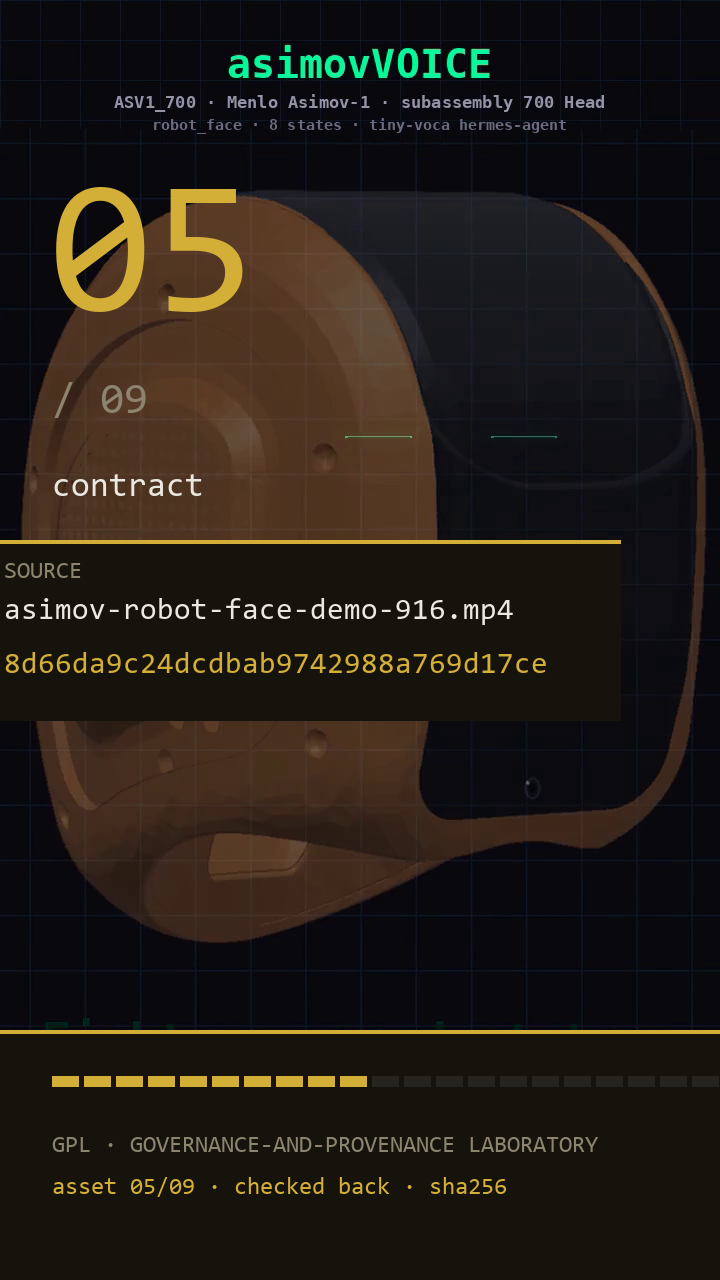 asimovVOICE
ASV1_700 · Menlo Asimov-1 · subassembly 700 Head
robot_face · 8 states · tiny-voca hermes-agent
05
/ 09
contract
SOURCE
asimov-robot-face-demo-916.mp4
8d66da9c24dcdbab9742988a769d17ce
GPL · GOVERNANCE-AND-PROVENANCE LABORATORY
asset 05/09 · checked back · sha256